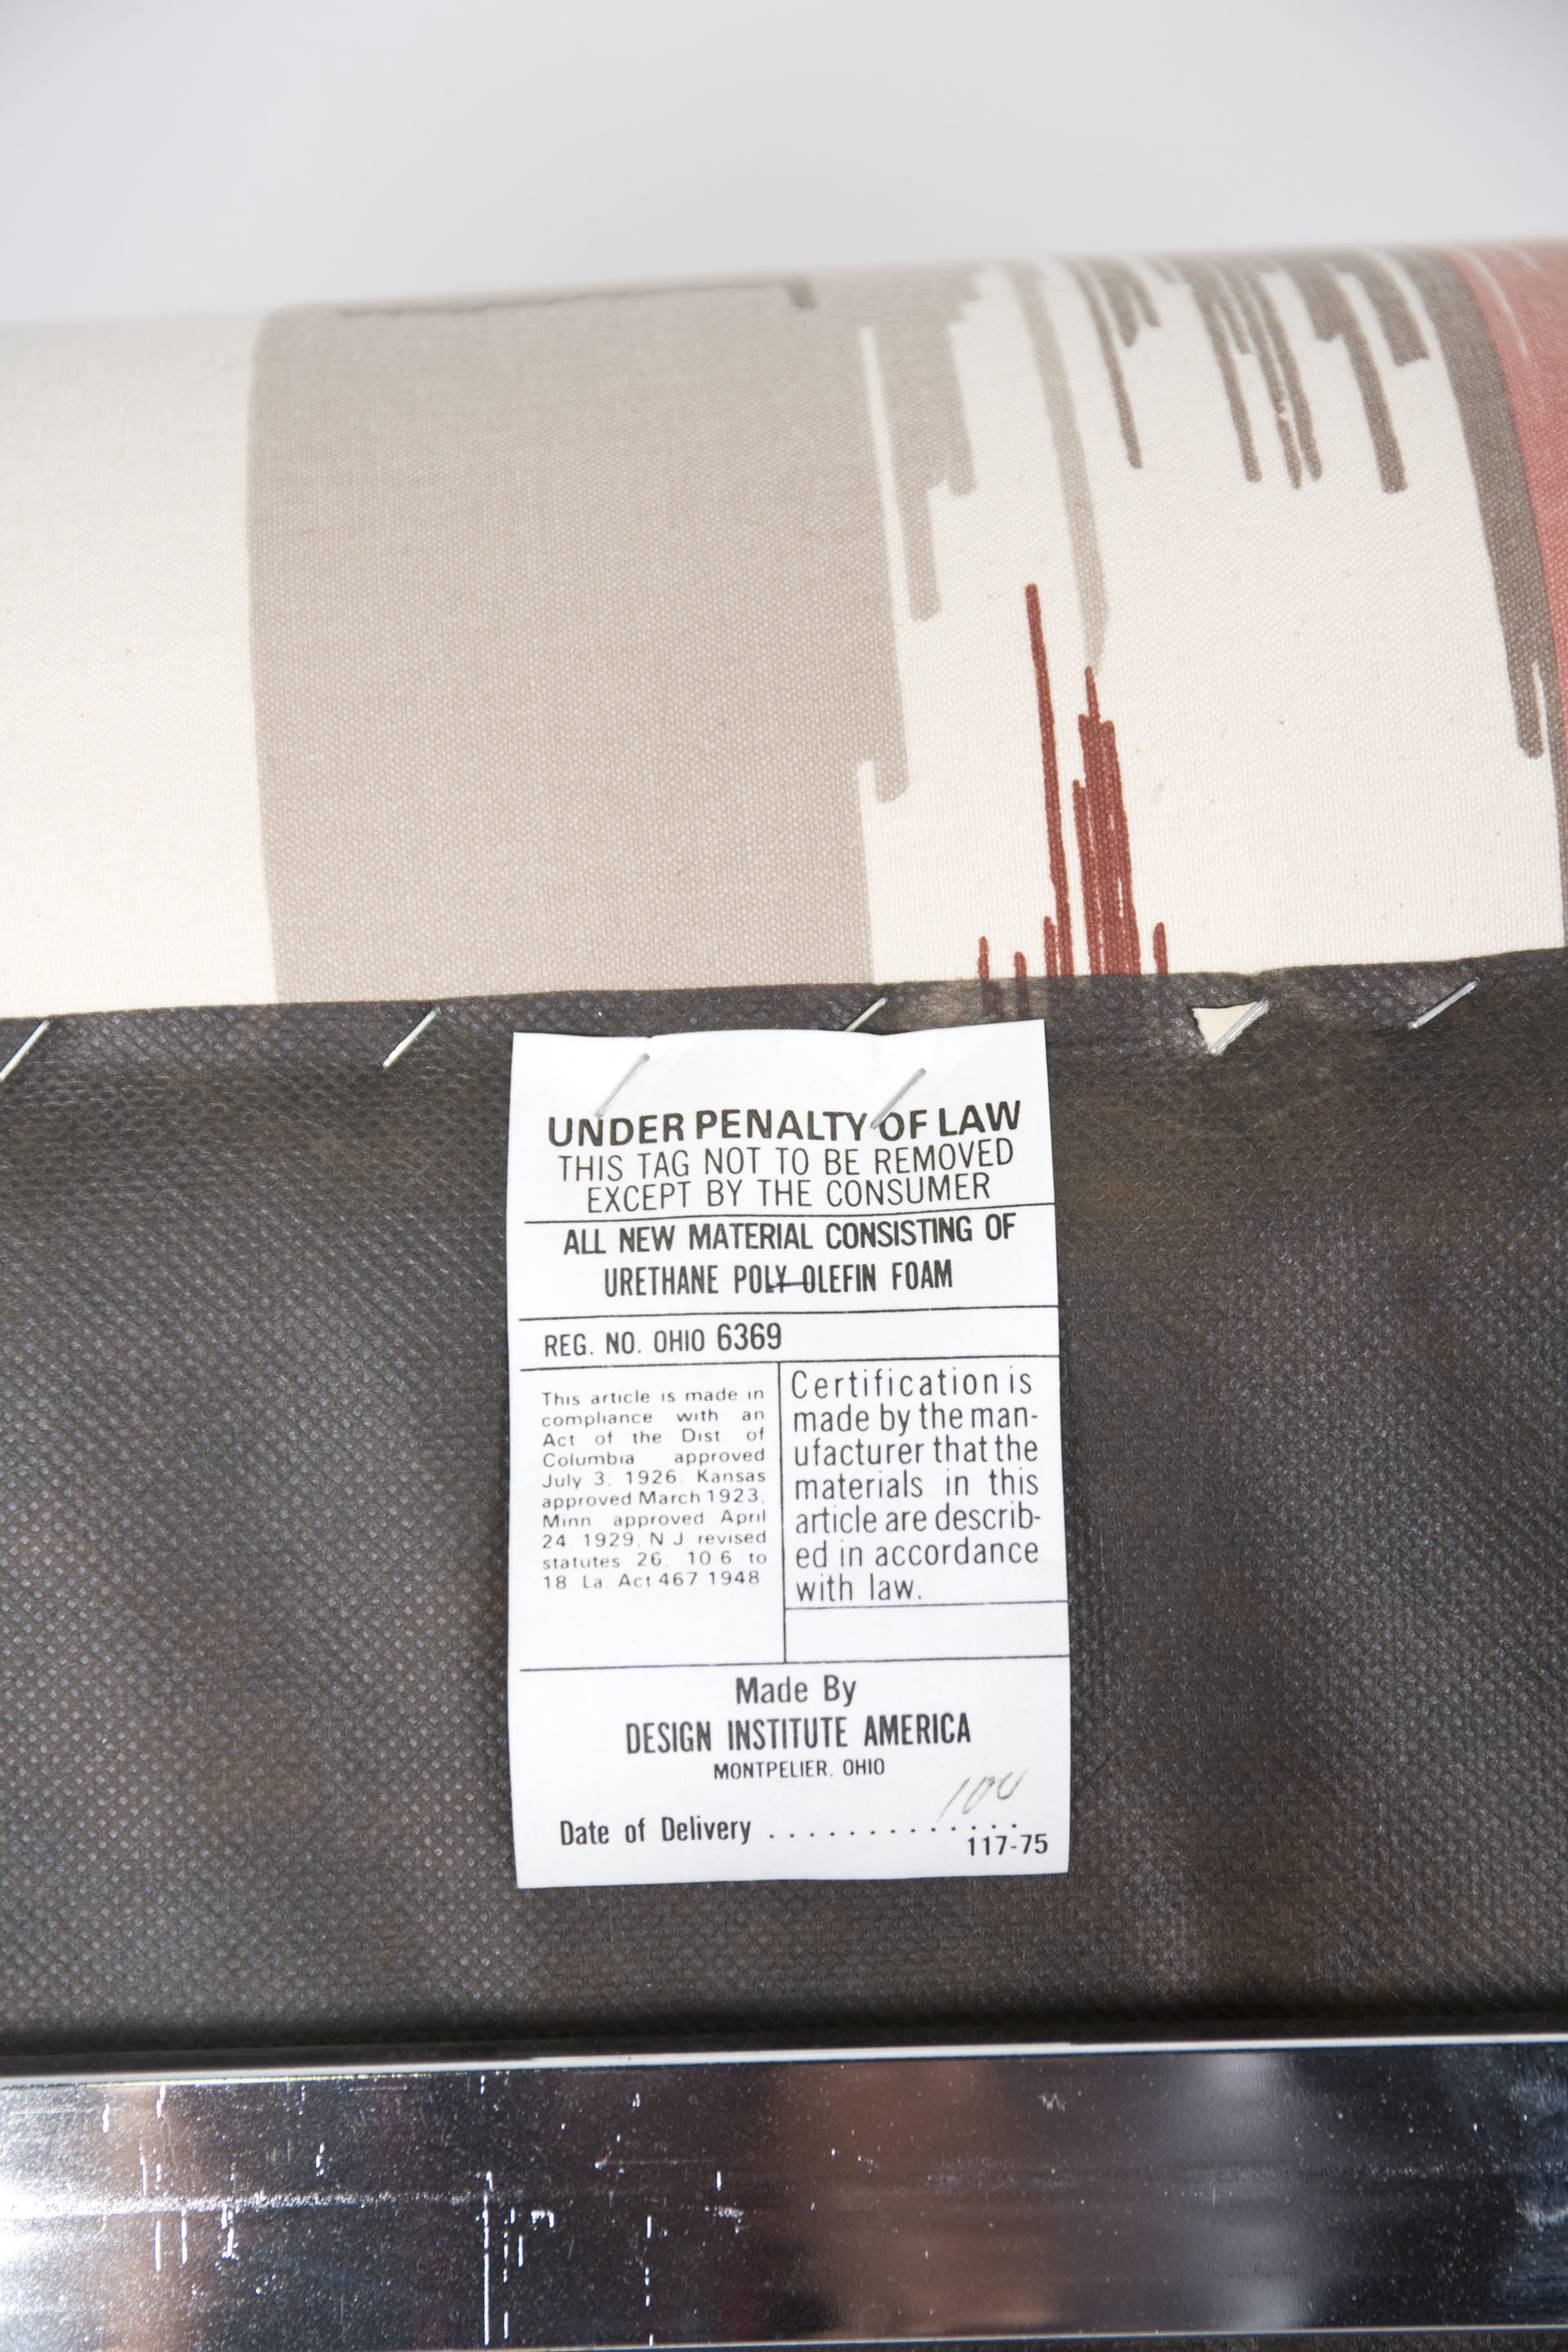 UNDER PENALTY OF LAW
THIS TAG NOT TO BE REMOVED
EXCEPT BY THE CONSUMER
ALL NEW MATERIAL CONSISTING OF
URETHANE POLY-OLEFIN FOAM
REG. NO. OHIO 6369
This article is made in
compliance with an
Act of the Dist of
Columbia approved
July 3, 1926. Kansas
approved March 1923,
Minn approved April
24, 1929, N J revised
statutes 26. 10 6 to
18 La Act 467 1948
Certification is
made by the man-
ufacturer that the
materials in this
article are describ-
ed in accordance
with law.
Made By
DESIGN INSTITUTE AMERICA
MONTPELIER, OHIO
100
Date of Delivery ..............
117-75